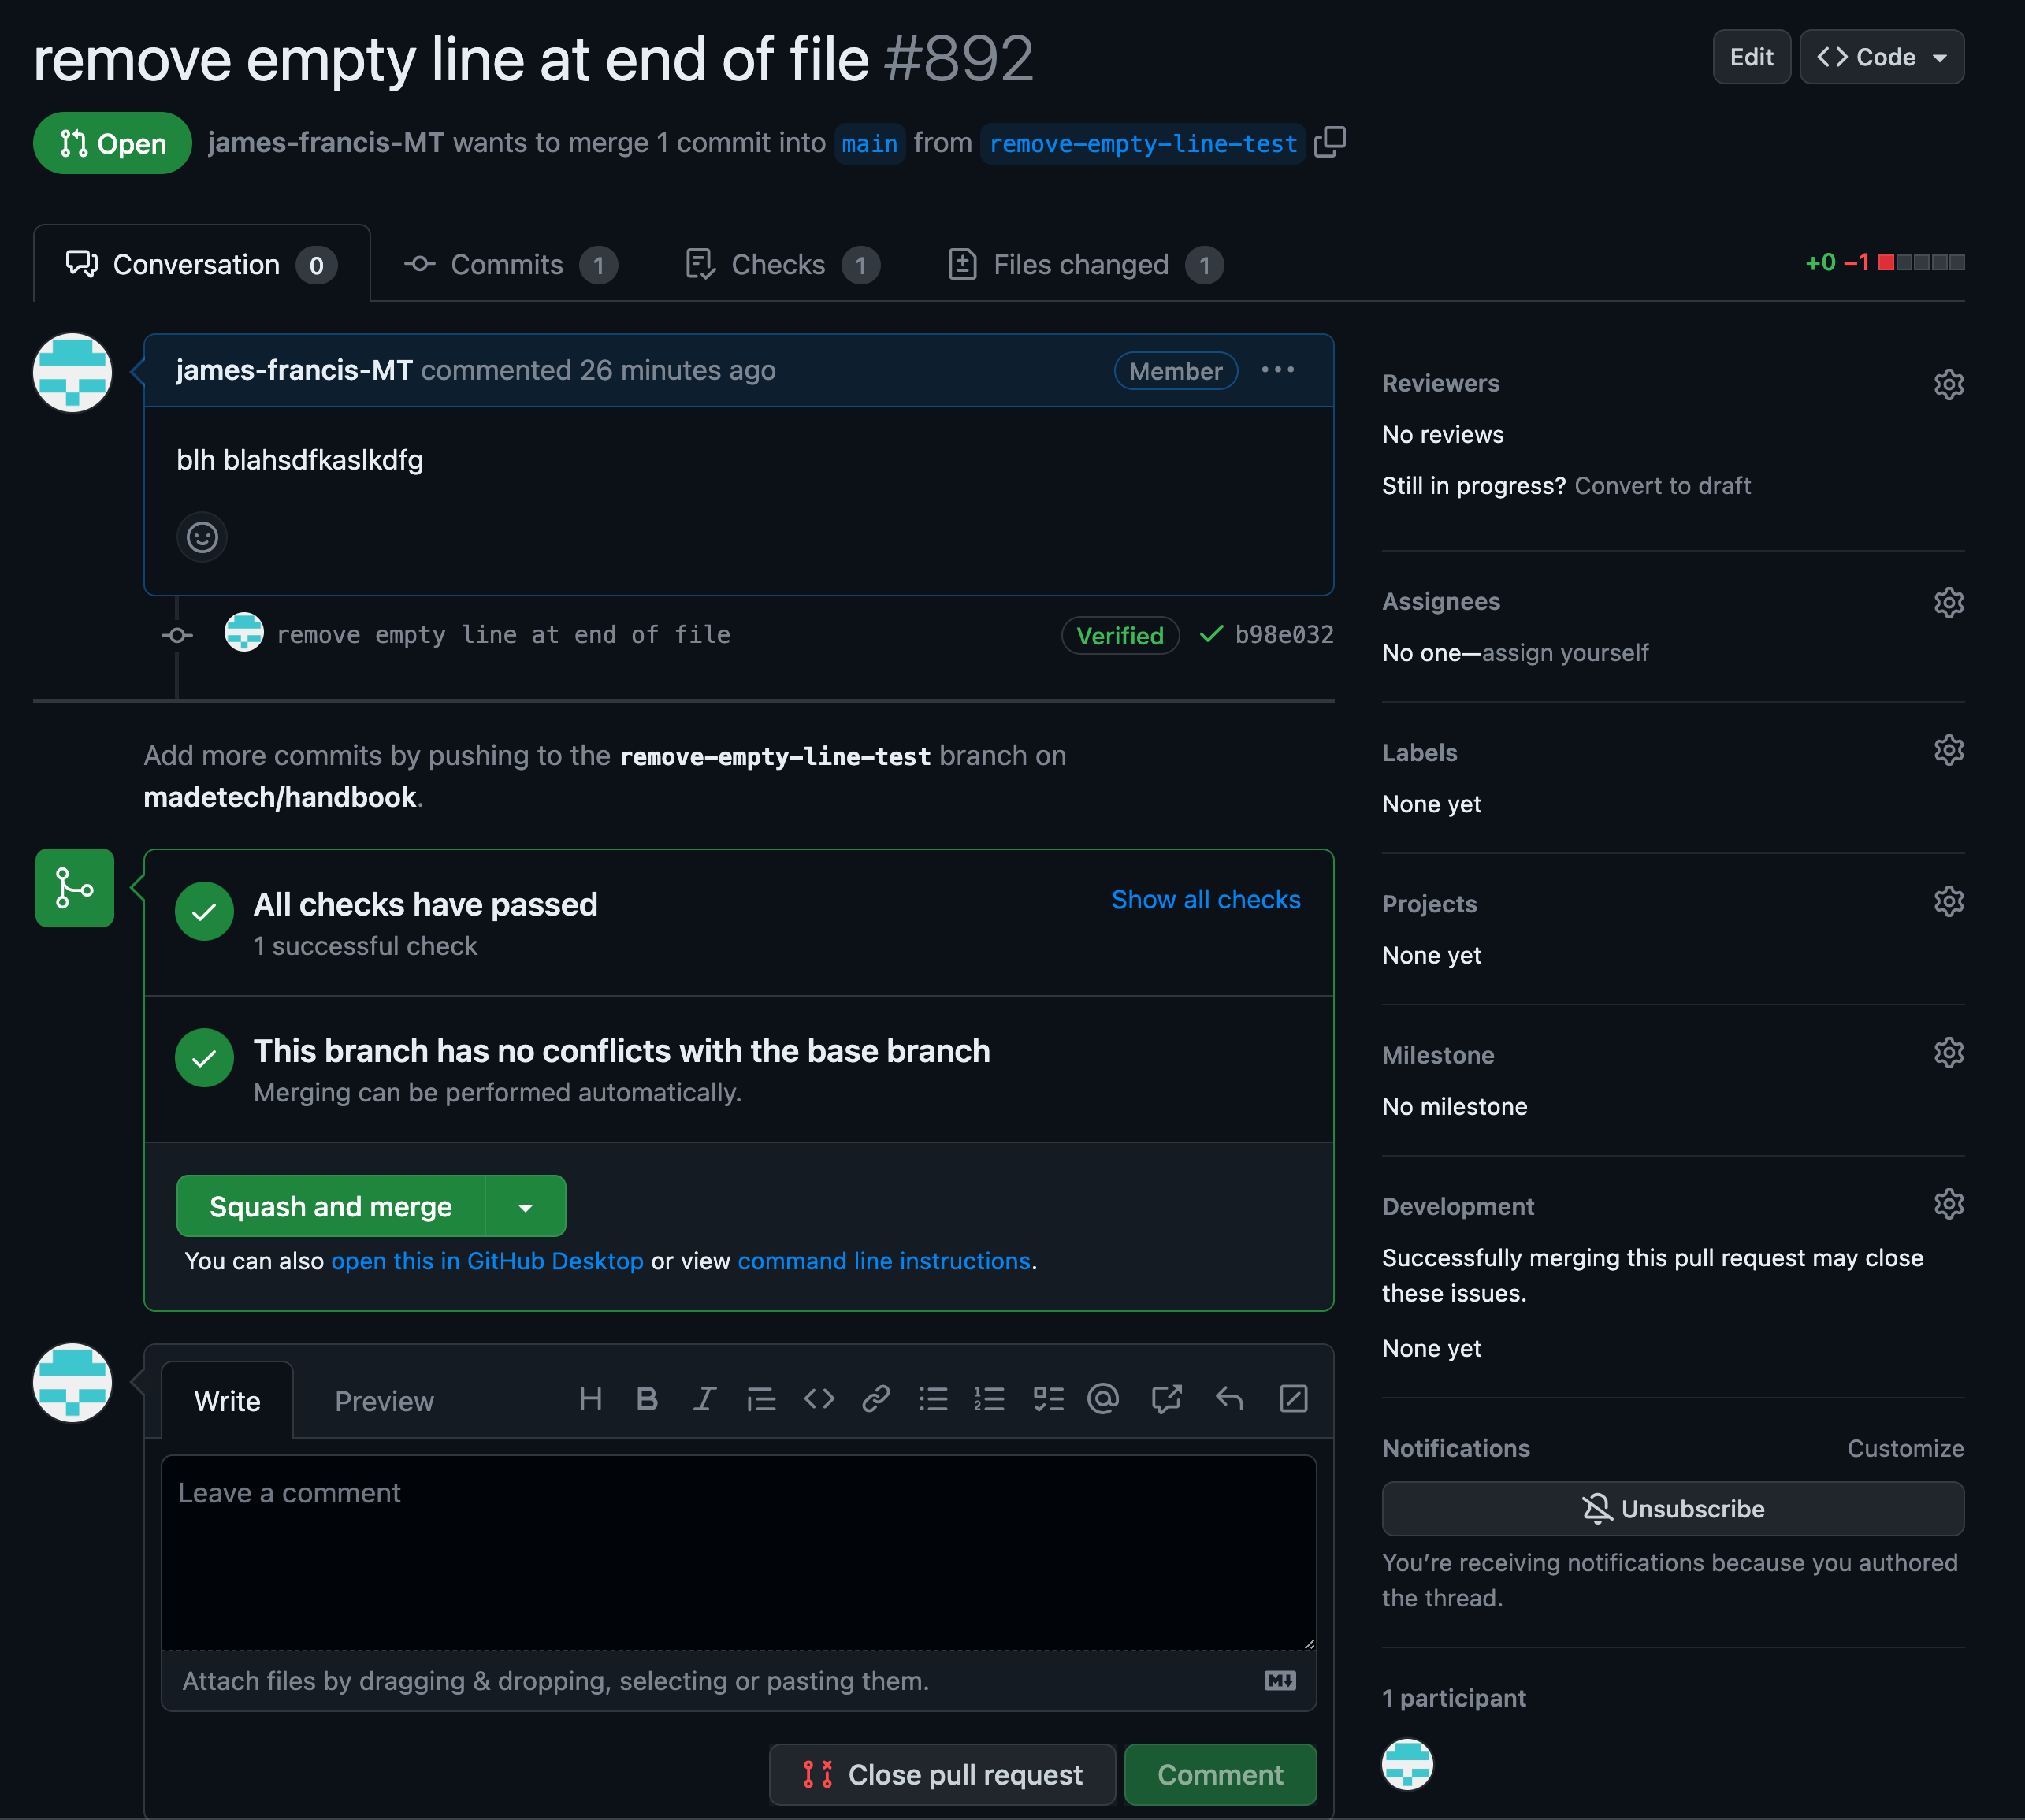 remove empty line at end of file #892
Edit
Code
Open
james-francis-MT wants to merge 1 commit into main from remove-empty-line-test
Conversation 0
Commits 1
Checks 1
Files changed 1
+0 −1
james-francis-MT commented 26 minutes ago
Member
blh blahsdfkaslkdfg
remove empty line at end of file
Verified
b98e032
Add more commits by pushing to the remove-empty-line-test branch on
madetech/handbook.
All checks have passed
Show all checks
1 successful check
This branch has no conflicts with the base branch
Merging can be performed automatically.
Squash and merge
You can also open this in GitHub Desktop or view command line instructions.
Write
Preview
Leave a comment
Attach files by dragging & dropping, selecting or pasting them.
Close pull request
Comment
Reviewers
No reviews
Still in progress? Convert to draft
Assignees
No one—assign yourself
Labels
None yet
Projects
None yet
Milestone
No milestone
Development
Successfully merging this pull request may close
these issues.
None yet
Notifications
Customize
Unsubscribe
You’re receiving notifications because you authored
the thread.
1 participant